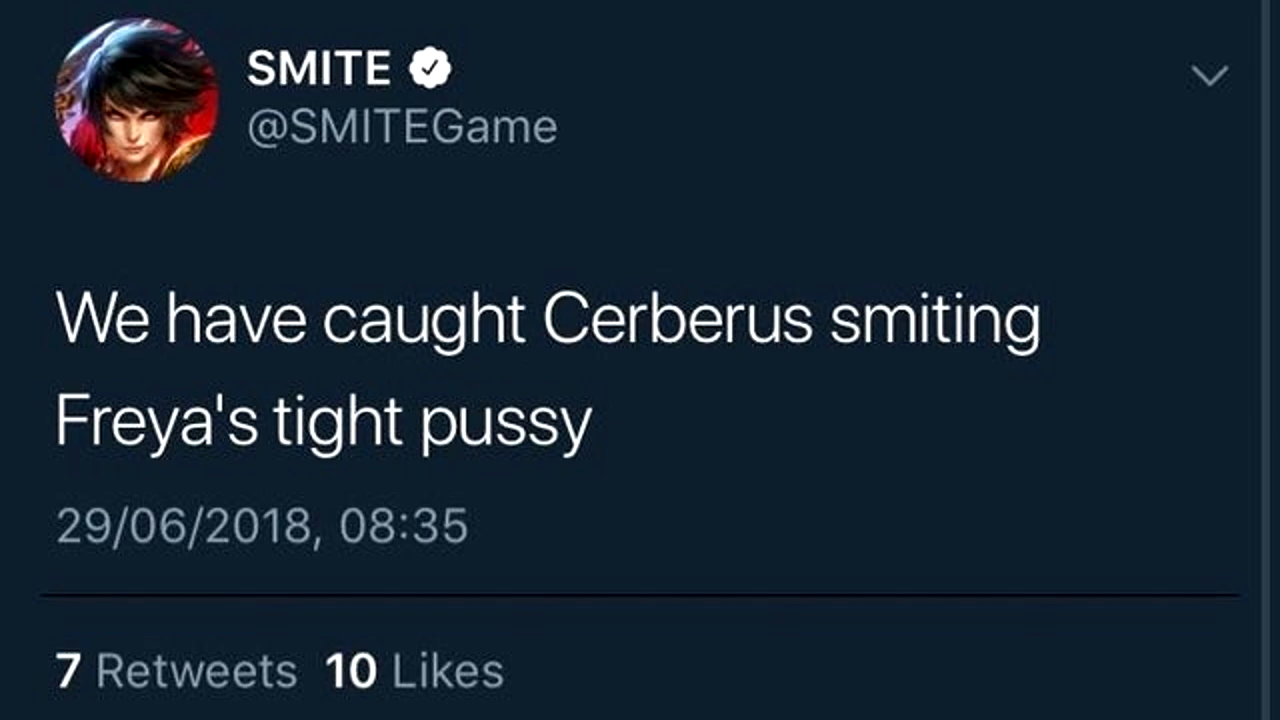 SMITE
@SMITEGame
We have caught Cerberus smiting
Freya's tight pussy
29/06/2018, 08:35
7 Retweets 10 Likes